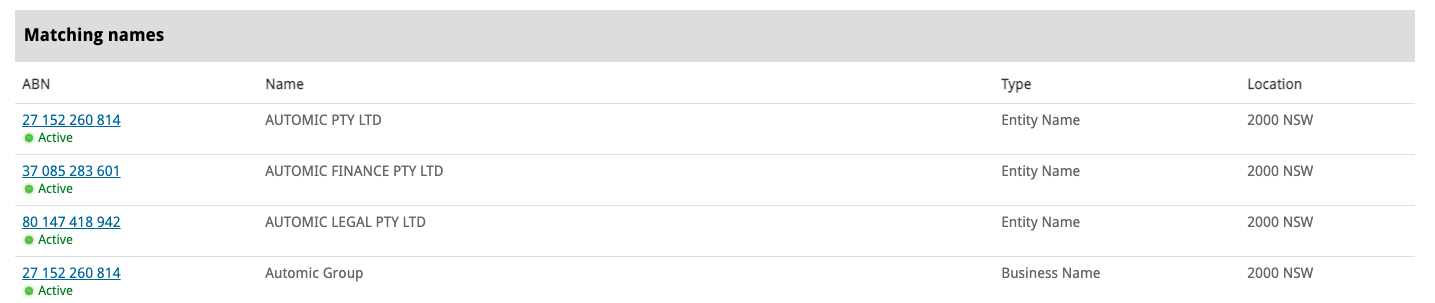 Matching names
ABN Name Type Location
27 152 260 814 AUTOMIC PTY LTD Entity Name 2000 NSW
Active
37 085 283 601 AUTOMIC FINANCE PTY LTD Entity Name 2000 NSW
Active
80 147 418 942 AUTOMIC LEGAL PTY LTD Entity Name 2000 NSW
Active
27 152 260 814 Automic Group Business Name 2000 NSW
Active